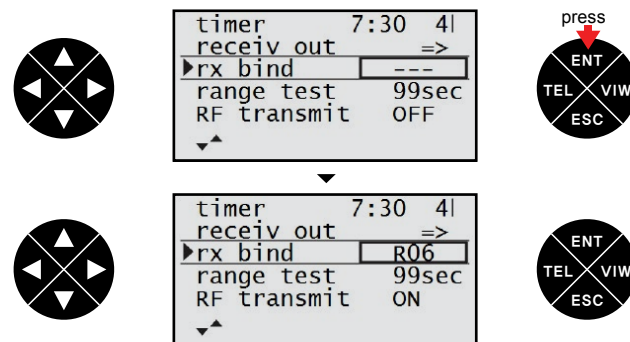 press
timer 7:30 4|
receiv out =>
rx bind ---
range test 99sec
RF transmit OFF
ENT
TEL VIW
ESC
timer 7:30 4|
receiv out =>
rx bind R06
range test 99sec
RF transmit ON
ENT
TEL VIW
ESC